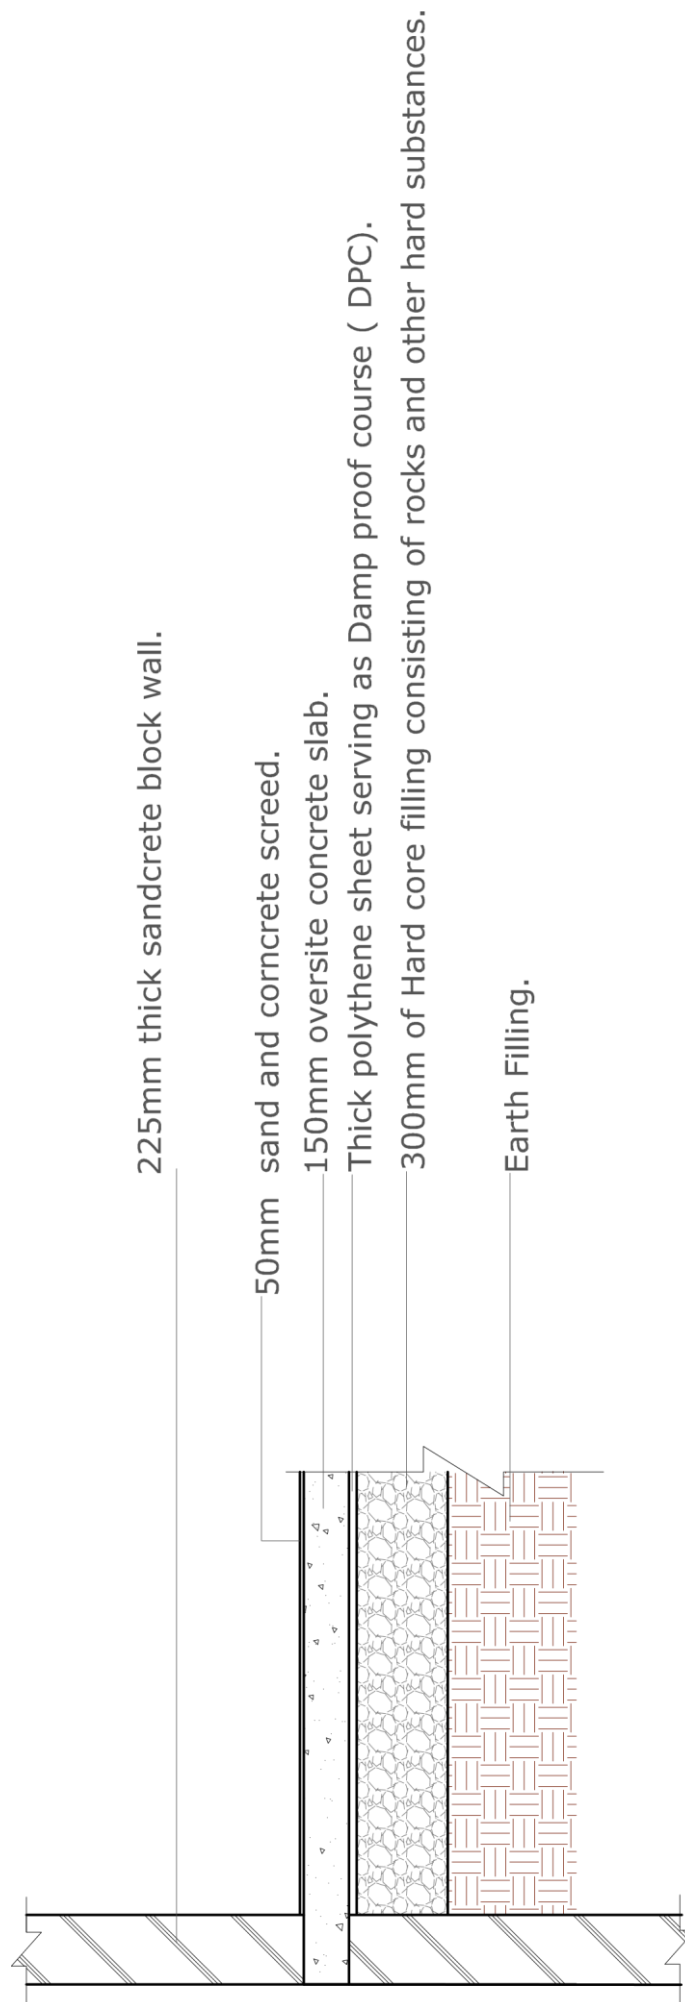 225mm thick sandcrete block wall.
50mm  sand and corncrete screed.
150mm oversite concrete slab.
Thick polythene sheet serving as Damp proof course ( DPC).
300mm of Hard core filling consisting of rocks and other hard substances.
Earth Filling.